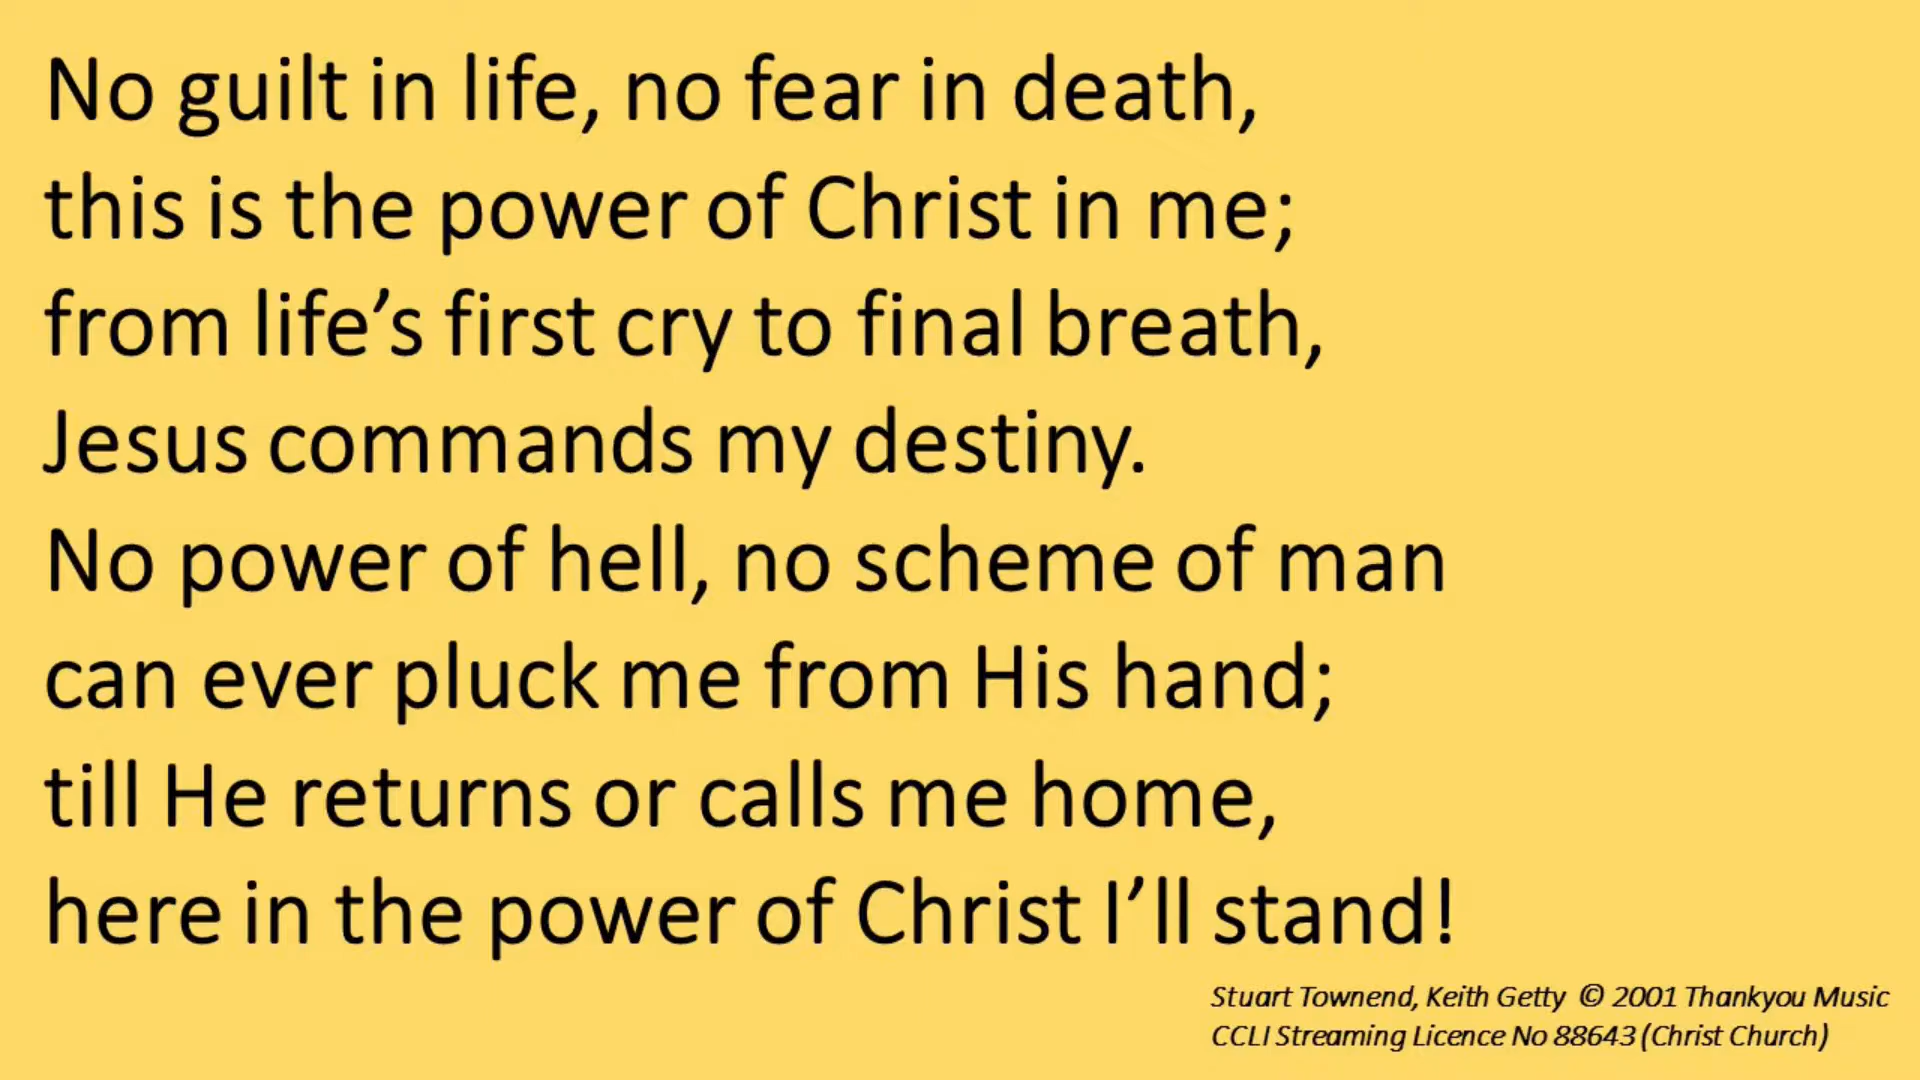 No guilt in life, no fear in death,
this is the power of Christ in me;
from life’s first cry to final breath,
Jesus commands my destiny.
No power of hell, no scheme of man
can ever pluck me from His hand;
till He returns or calls me home,
here in the power of Christ I’ll stand!
Stuart Townend, Keith Getty © 2001 Thankyou Music
CCLI Streaming Licence No 88643 (Christ Church)